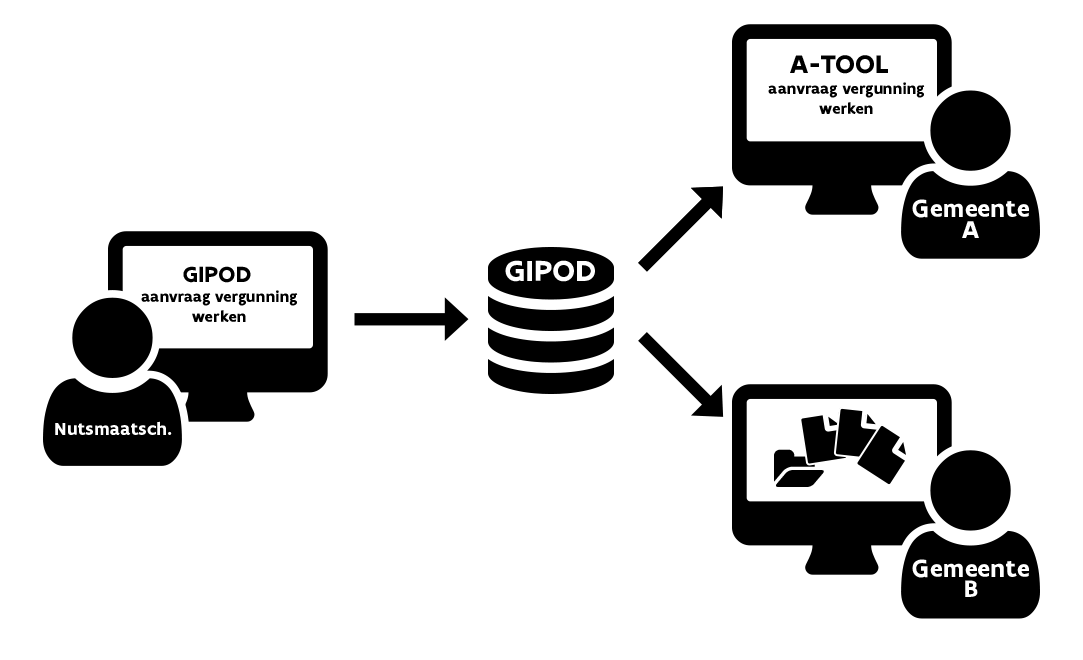 GIPOD
aanvraag vergunning
werken
Nutsmaatsch.
GIPOD
A-TOOL
aanvraag vergunning
werken
Gemeente
A
Gemeente
B